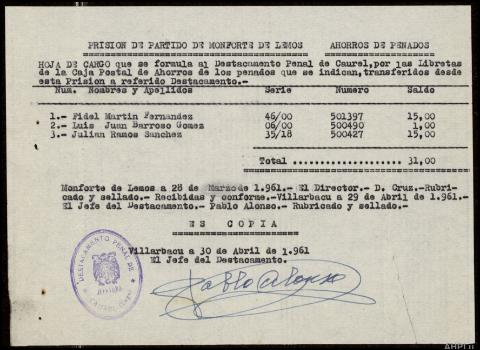 PRISION DE PARTIDO DE MONFORTE DE LEMOS AHORROS DE PENADOS
HOJA DE CARGO que se formula al Destacamento Penal de Caurel, por las Libretas
de la Caja Postal de Ahorros de los penados que se indican, transferidos desde
esta Prision a referido Destacamento.-
Num. Nombres y Apellidos Serie Numero Saldo
1.- Fidel Martin Fernandez 46/00 501397 15,00
2.- Luis Juan Barroso Gomez 06/00 500490 1,00
3.- Julian Ramos Sanchez 35/18 500427 15,00
Total .................... 31,00
Monforte de Lemos a 28 de Marzo de 1.961.- El Director.- D. Cruz.- Rubri-
cado y sellado.- Recibidas y conforme.- Villarbacu a 29 de Abril de 1.961.-
El Jefe del Destacamento.- Pablo Alonso.- Rubricado y sellado.-
ES COPIA
Villarbacu a 30 de Abril de 1.961
El Jefe del Destacamento.
DESTACAMENTO PENAL DE
JEFATURA
Pablo Alonso